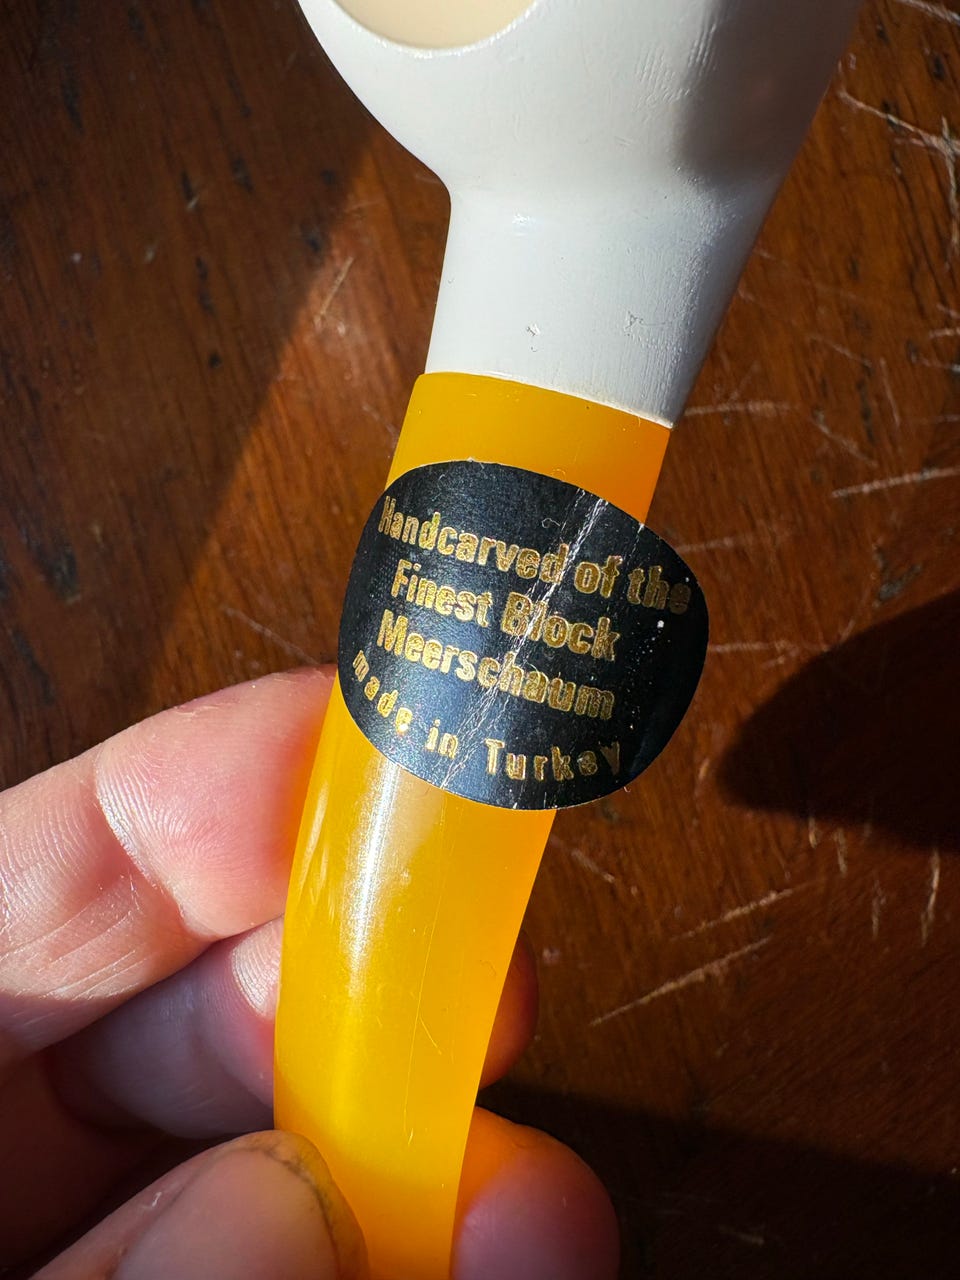 Handcarved of the
Finest Block
Meerschaum
made in Turkey